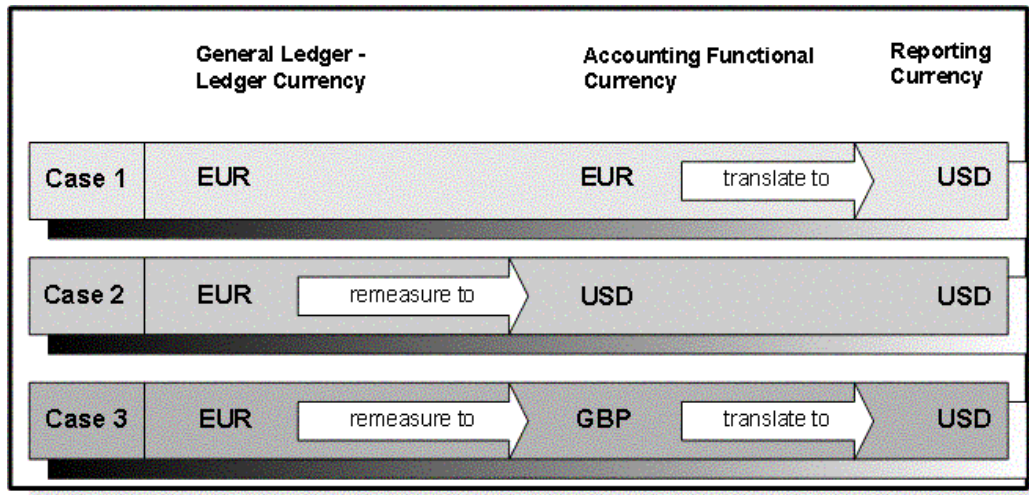 General Ledger -
Ledger Currency
Accounting Functional
Currency
Reporting
Currency
Case 1 EUR EUR translate to USD
Case 2 EUR remeasure to USD USD
Case 3 EUR remeasure to GBP translate to USD